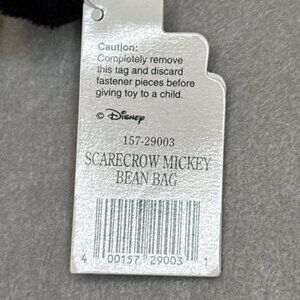 Caution:
Completely remove
this tag and discard
fastener pieces before
giving toy to a child.
© Disney
157-29003
SCARECROW MICKEY
BEAN BAG
4 00157 29003 1